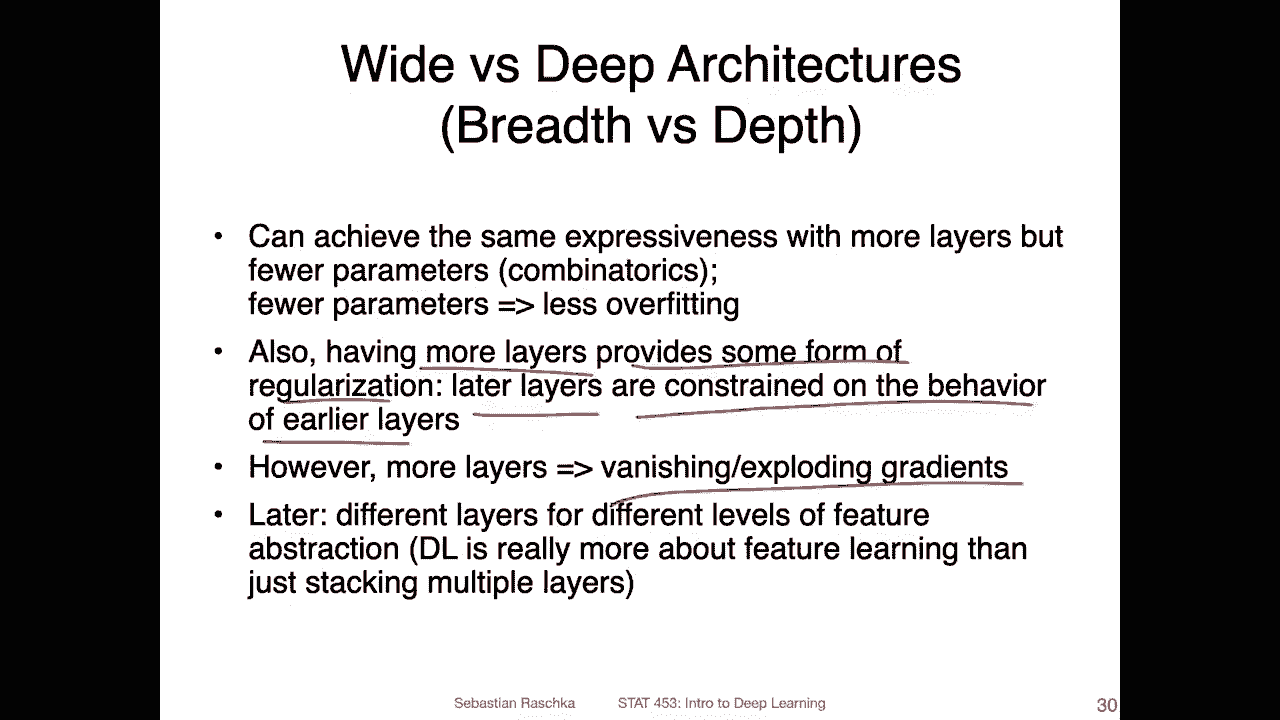 Wide vs Deep Architectures
(Breadth vs Depth)
• Can achieve the same expressiveness with more layers but
fewer parameters (combinatorics);
fewer parameters => less overfitting
• Also, having more layers provides some form of
regularization: later layers are constrained on the behavior
of earlier layers
• However, more layers => vanishing/exploding gradients
• Later: different layers for different levels of feature
abstraction (DL is really more about feature learning than
just stacking multiple layers)
Sebastian Raschka STAT 453: Intro to Deep Learning 30